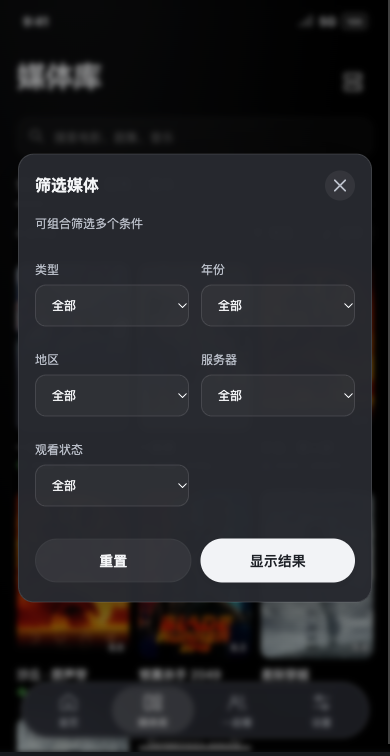 9:41
媒体库
筛选媒体
可组合筛选多个条件
类型 年份
全部 全部
地区 服务器
全部 全部
观看状态
全部
重置 显示结果